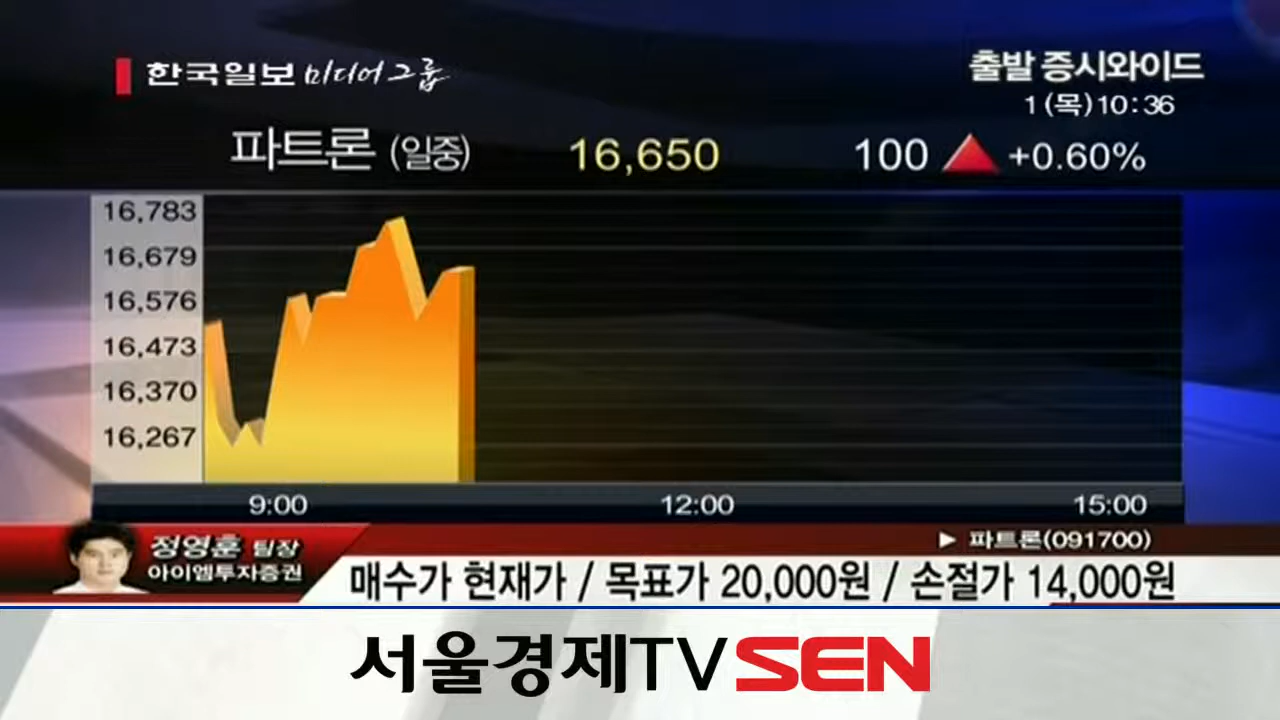 한국일보 미디어그룹
출발 증시와이드
1 (목) 10:36
파트론 (일중) 16,650 100 ▲ +0.60%
16,783
16,679
16,576
16,473
16,370
16,267
9:00 12:00 15:00
정영훈 팀장
아이엠투자증권
▶ 파트론(091700)
매수가 현재가 / 목표가 20,000원 / 손절가 14,000원
서울경제TV SEN